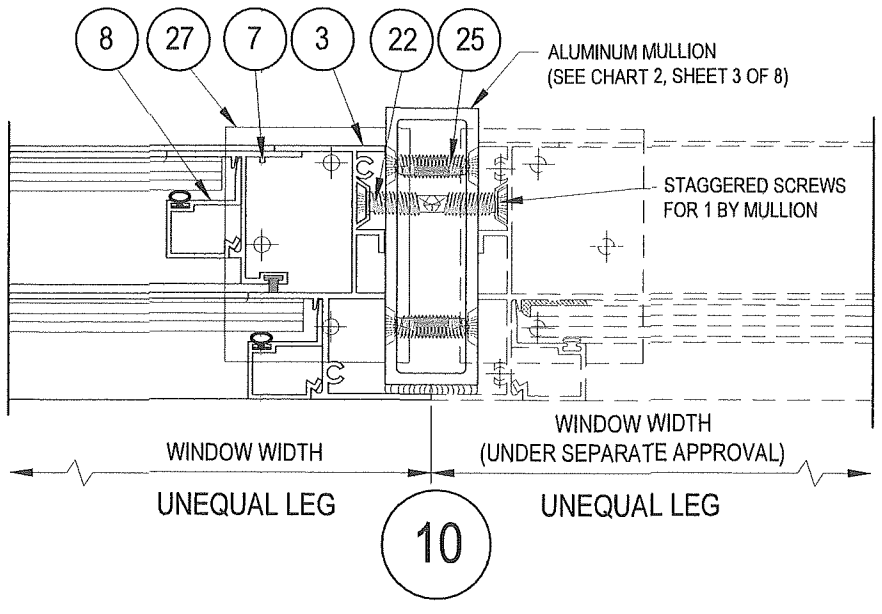 8 27 7 3 22 25
ALUMINUM MULLION
(SEE CHART 2, SHEET 3 OF 8)
STAGGERED SCREWS
FOR 1 BY MULLION
WINDOW WIDTH
WINDOW WIDTH
(UNDER SEPARATE APPROVAL)
UNEQUAL LEG
UNEQUAL LEG
10